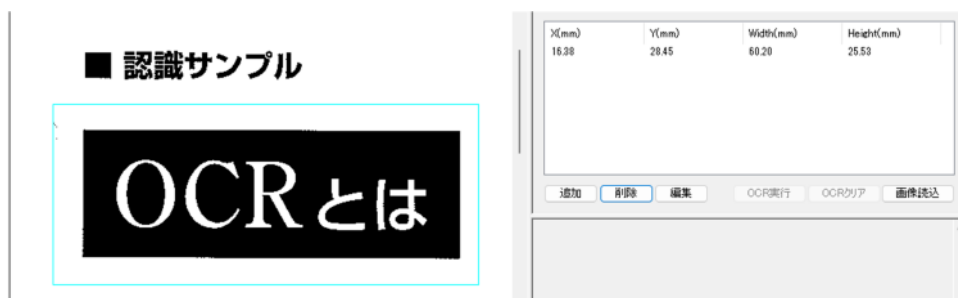 ■ 認識サンプル
OCRとは
X(mm) Y(mm) Width(mm) Height(mm)
16.38 28.45 60.20 25.53
追加 削除 編集 OCR実行 OCRクリア 画像読込